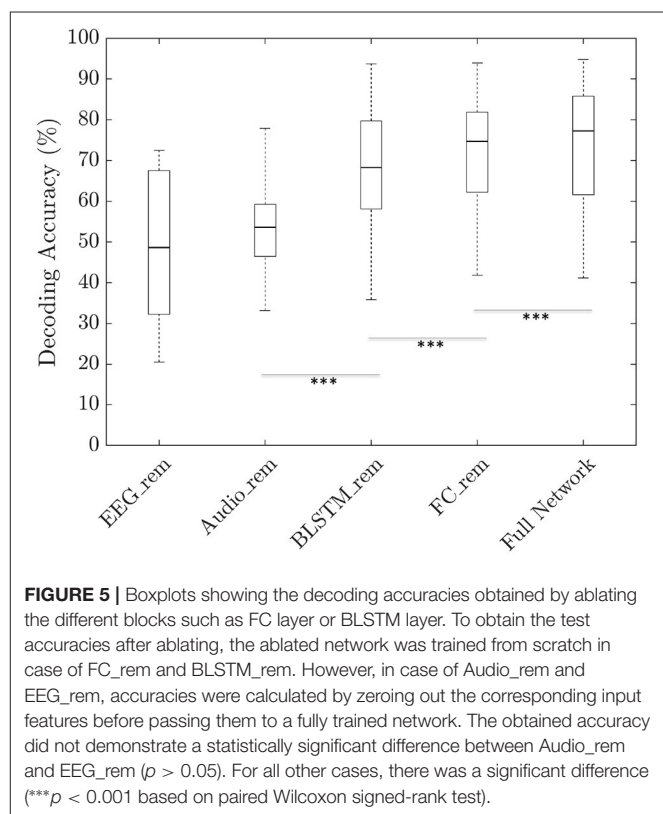 100
90
80
70
60
50
40
30
20
10
0
Decoding Accuracy (%)
***
***
***
EEG_rem
Audio_rem
BLSTM_rem
FC_rem
Full Network
FIGURE 5 | Boxplots showing the decoding accuracies obtained by ablating
the different blocks such as FC layer or BLSTM layer. To obtain the test
accuracies after ablating, the ablated network was trained from scratch in
case of FC_rem and BLSTM_rem. However, in case of Audio_rem and
EEG_rem, accuracies were calculated by zeroing out the corresponding input
features before passing them to a fully trained network. The obtained accuracy
did not demonstrate a statistically significant difference between Audio_rem
and EEG_rem (p > 0.05). For all other cases, there was a significant difference
(***p < 0.001 based on paired Wilcoxon signed-rank test).